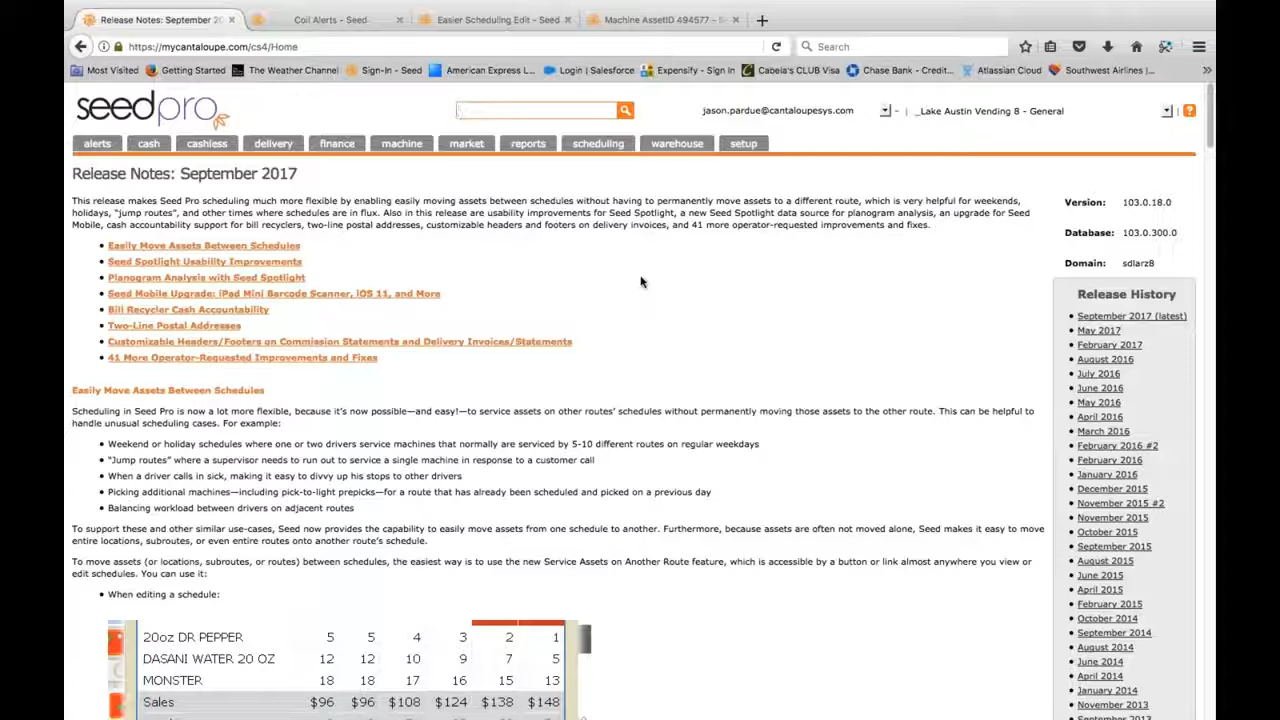 Release Notes: September 20
Coil Alerts - Seed
Easier Scheduling Edit - Seed
Machine AssetID 494577 - S
https://mycantaloupe.com/cs4/Home
Search
Most Visited
Getting Started
The Weather Channel
Sign-In - Seed
American Express L...
Login | Salesforce
Expensify - Sign In
Cabela's CLUB Visa
Chase Bank - Credit...
Atlassian Cloud
Southwest Airlines |...
seedpro
jason.pardue@cantaloupesys.com
_Lake Austin Vending 8 - General
alerts
cash
cashless
delivery
finance
machine
market
reports
scheduling
warehouse
setup
Release Notes: September 2017
This release makes Seed Pro scheduling much more flexible by enabling easily moving assets between schedules without having to permanently move assets to a different route, which is very helpful for weekends,
holidays, "jump routes", and other times where schedules are in flux. Also in this release are usability improvements for Seed Spotlight, a new Seed Spotlight data source for planogram analysis, an upgrade for Seed
Mobile, cash accountability support for bill recyclers, two-line postal addresses, customizable headers and footers on delivery invoices, and 41 more operator-requested improvements and fixes.
• Easily Move Assets Between Schedules
• Seed Spotlight Usability Improvements
• Planogram Analysis with Seed Spotlight
• Seed Mobile Upgrade: iPad Mini Barcode Scanner, iOS 11, and More
• Bill Recycler Cash Accountability
• Two-Line Postal Addresses
• Customizable Headers/Footers on Commission Statements and Delivery Invoices/Statements
• 41 More Operator-Requested Improvements and Fixes
Easily Move Assets Between Schedules
Scheduling in Seed Pro is now a lot more flexible, because it's now possible—and easy!—to service assets on other routes' schedules without permanently moving those assets to the other route. This can be helpful to
handle unusual scheduling cases. For example:
• Weekend or holiday schedules where one or two drivers service machines that normally are serviced by 5-10 different routes on regular weekdays
• "Jump routes" where a supervisor needs to run out to service a single machine in response to a customer call
• When a driver calls in sick, making it easy to divvy up his stops to other drivers
• Picking additional machines—including pick-to-light prepicks—for a route that has already been scheduled and picked on a previous day
• Balancing workload between drivers on adjacent routes
To support these and other similar use-cases, Seed now provides the capability to easily move assets from one schedule to another. Furthermore, because assets are often not moved alone, Seed makes it easy to move
entire locations, subroutes, or even entire routes onto another route's schedule.
To move assets (or locations, subroutes, or routes) between schedules, the easiest way is to use the new Service Assets on Another Route feature, which is accessible by a button or link almost anywhere you view or
edit schedules. You can use it:
• When editing a schedule:
20oz DR PEPPER 5 5 4 3 2 1
DASANI WATER 20 OZ 12 12 10 9 7 5
MONSTER 18 18 17 16 15 13
Sales $96 $96 $108 $124 $138 $148
Version: 103.0.18.0
Database: 103.0.300.0
Domain: sdlarz8
Release History
• September 2017 (latest)
• May 2017
• February 2017
• August 2016
• July 2016
• June 2016
• May 2016
• April 2016
• March 2016
• February 2016 #2
• February 2016
• January 2016
• December 2015
• November 2015 #2
• November 2015
• October 2015
• September 2015
• August 2015
• June 2015
• April 2015
• February 2015
• October 2014
• September 2014
• August 2014
• June 2014
• April 2014
• January 2014
• November 2013